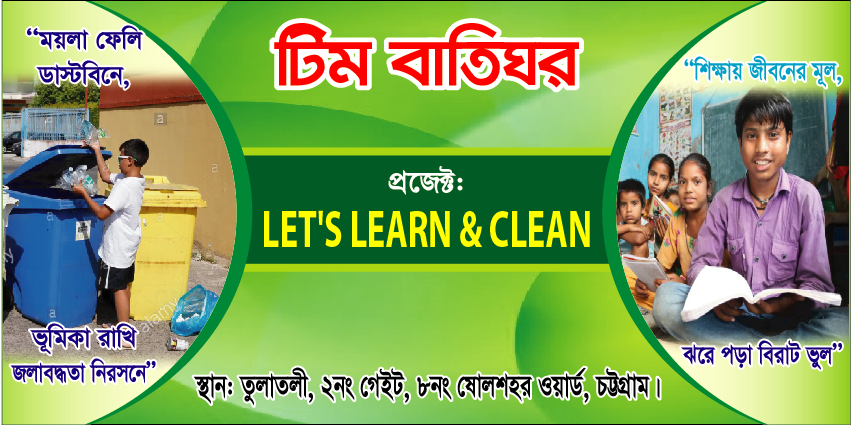 টিম বাতিঘর
“ময়লা ফেলি
ডাস্টবিনে,
“শিক্ষায় জীবনের মূল,
প্রজেক্ট:
LET'S LEARN & CLEAN
ভূমিকা রাখি
জলাবদ্ধতা নিরসনে”
ঝরে পড়া বিরাট ভুল”
স্থান: তুলাতলী, ২নং গেইট, ৮নং ষোলশহর ওয়ার্ড, চট্টগ্রাম।
alamy
a
a